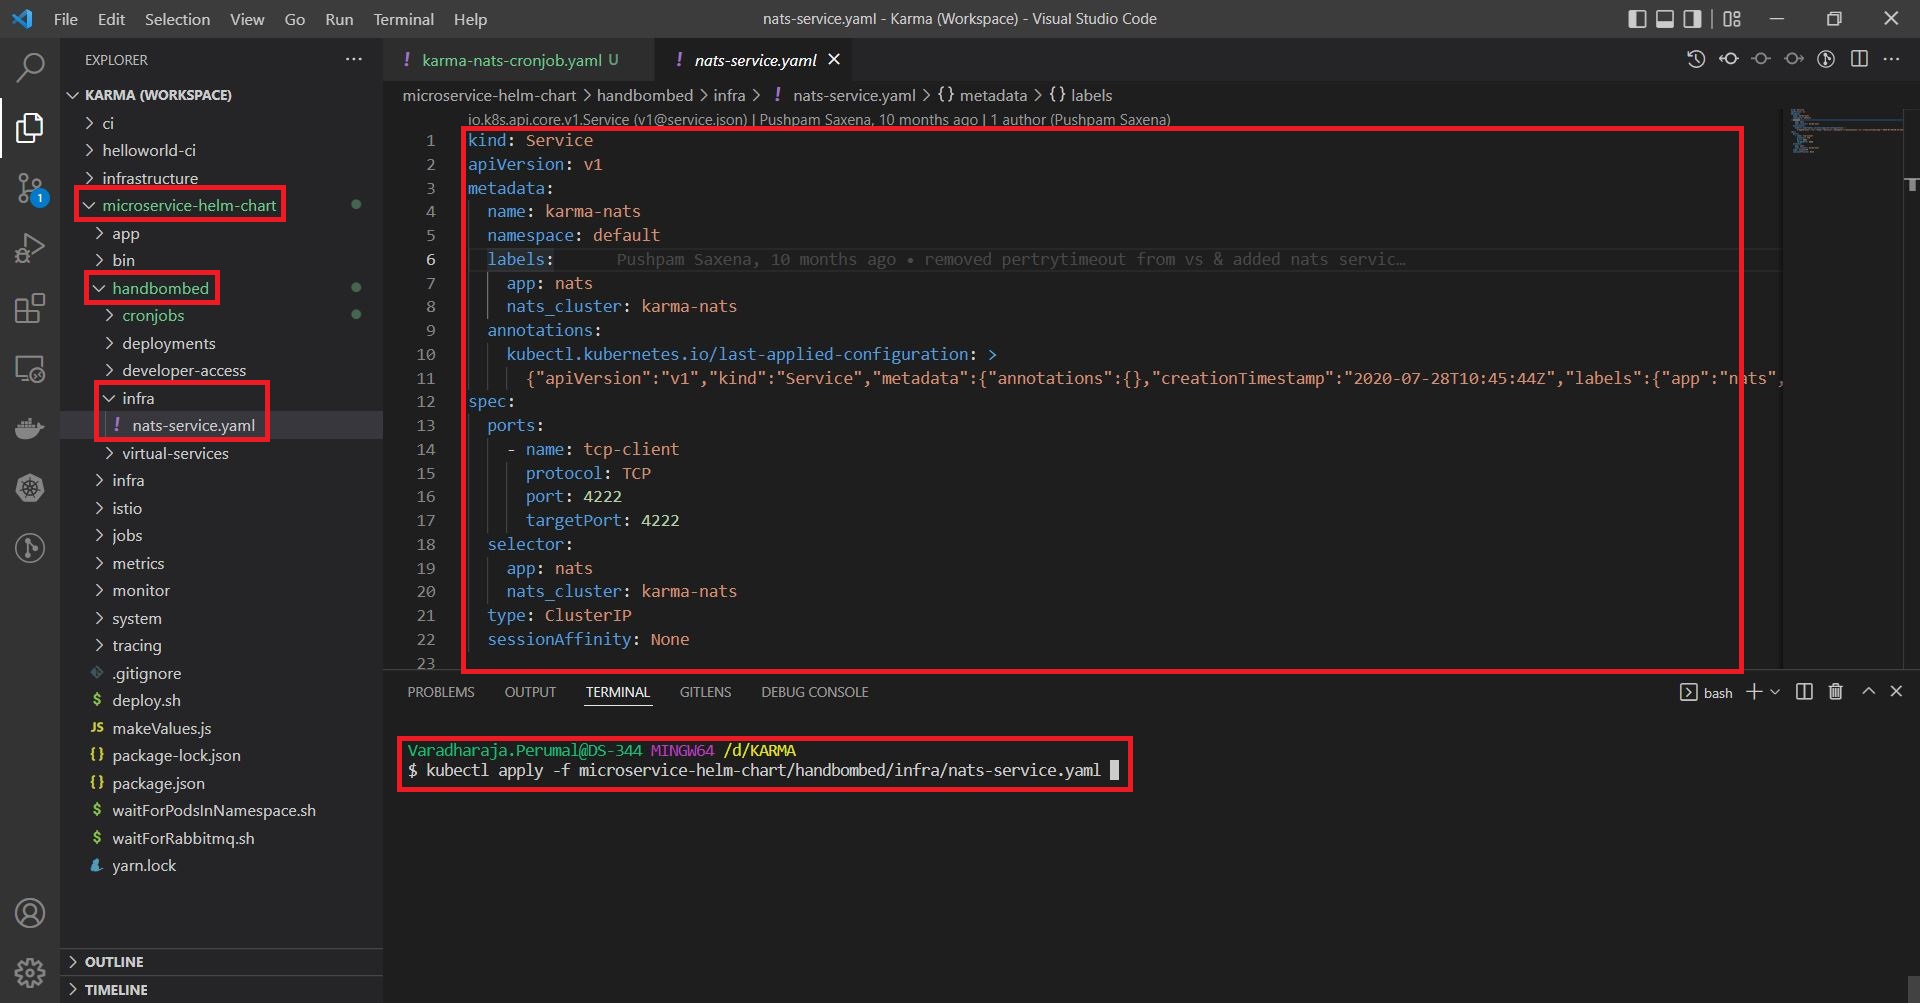 File Edit Selection View Go Run Terminal Help
nats-service.yaml - Karma (Workspace) - Visual Studio Code
EXPLORER
KARMA (WORKSPACE)
ci
helloworld-ci
infrastructure
microservice-helm-chart
app
bin
handbombed
cronjobs
deployments
developer-access
infra
! nats-service.yaml
virtual-services
infra
istio
jobs
metrics
monitor
system
tracing
.gitignore
$ deploy.sh
JS makeValues.js
{} package-lock.json
{} package.json
$ waitForPodsInNamespace.sh
$ waitForRabbitmq.sh
yarn.lock
OUTLINE
TIMELINE
1
! karma-nats-cronjob.yaml U
! nats-service.yaml
microservice-helm-chart > handbombed > infra > ! nats-service.yaml > {} metadata > {} labels
io.k8s.api.core.v1.Service (v1@service.json) | Pushpam Saxena, 10 months ago | 1 author (Pushpam Saxena)
1 kind: Service
2 apiVersion: v1
3 metadata:
4 name: karma-nats
5 namespace: default
6 labels: Pushpam Saxena, 10 months ago • removed pertrytimeout from vs & added nats servic…
7 app: nats
8 nats_cluster: karma-nats
9 annotations:
10 kubectl.kubernetes.io/last-applied-configuration: >
11 {"apiVersion":"v1","kind":"Service","metadata":{"annotations":{},"creationTimestamp":"2020-07-28T10:45:44Z","labels":{"app":"nats",
12 spec:
13 ports:
14 - name: tcp-client
15 protocol: TCP
16 port: 4222
17 targetPort: 4222
18 selector:
19 app: nats
20 nats_cluster: karma-nats
21 type: ClusterIP
22 sessionAffinity: None
23
PROBLEMS OUTPUT TERMINAL GITLENS DEBUG CONSOLE
bash
Varadharaja.Perumal@DS-344 MINGW64 /d/KARMA
$ kubectl apply -f microservice-helm-chart/handbombed/infra/nats-service.yaml